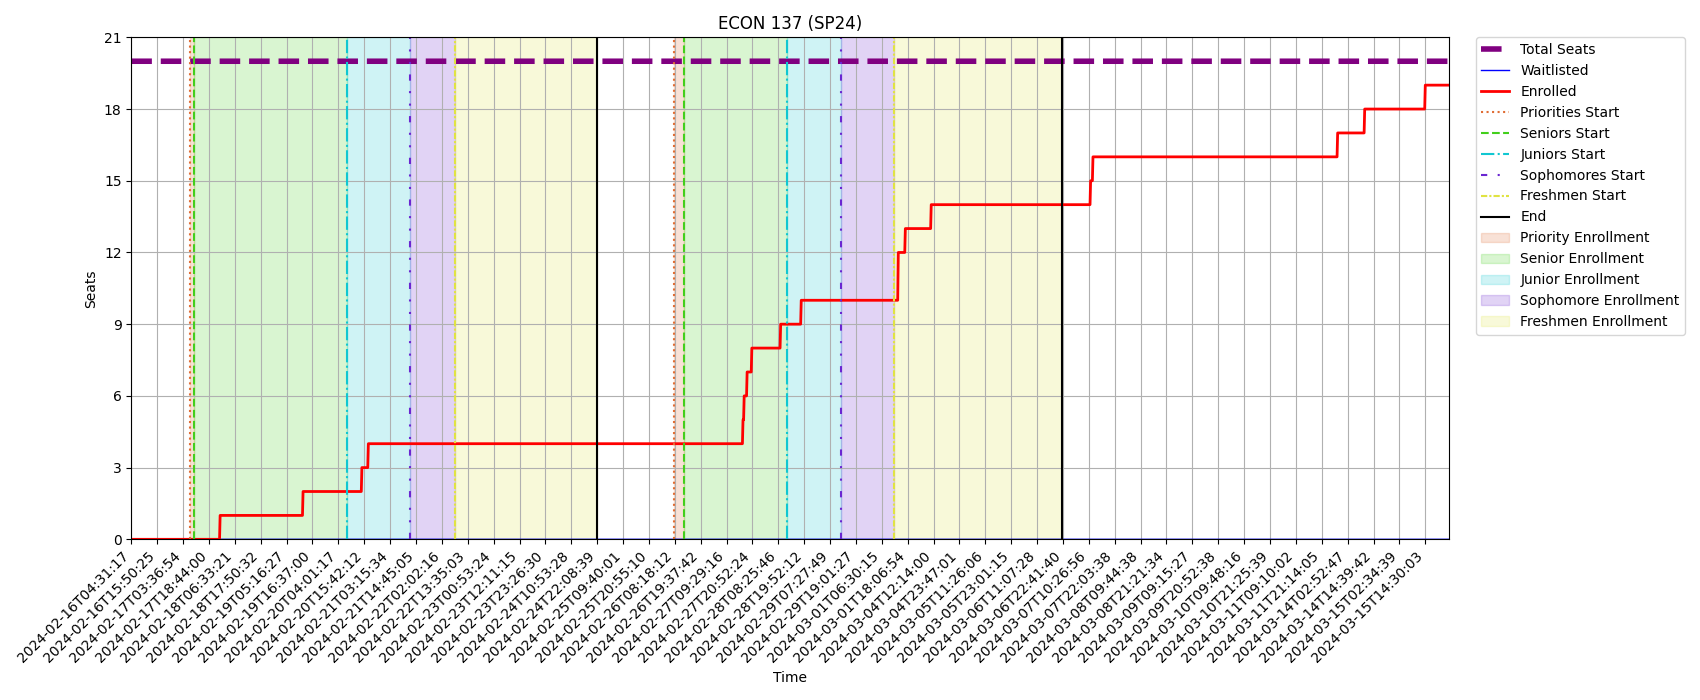 ECON 137 (SP24)
21
18
15
12
9
6
3
0
Seats
2024-02-16T04:31:17
2024-02-16T15:50:25
2024-02-17T03:36:54
2024-02-17T18:44:00
2024-02-18T06:33:21
2024-02-18T17:50:32
2024-02-19T05:16:27
2024-02-19T16:37:00
2024-02-20T04:01:17
2024-02-20T15:42:12
2024-02-21T03:15:34
2024-02-21T14:45:05
2024-02-22T02:02:16
2024-02-22T13:35:03
2024-02-23T00:53:24
2024-02-23T12:11:15
2024-02-23T23:26:30
2024-02-24T10:53:28
2024-02-24T22:08:39
2024-02-25T09:40:01
2024-02-25T20:55:10
2024-02-26T08:18:12
2024-02-26T19:37:42
2024-02-27T09:29:16
2024-02-27T20:52:24
2024-02-28T08:25:46
2024-02-28T19:52:12
2024-02-29T07:27:49
2024-02-29T19:01:27
2024-03-01T06:30:15
2024-03-01T18:06:54
2024-03-04T12:14:00
2024-03-04T23:47:01
2024-03-05T11:26:06
2024-03-05T23:01:15
2024-03-06T11:07:28
2024-03-06T22:41:40
2024-03-07T10:26:56
2024-03-07T22:03:38
2024-03-08T09:44:38
2024-03-08T21:21:34
2024-03-09T09:15:27
2024-03-09T20:52:38
2024-03-10T09:48:16
2024-03-10T21:25:39
2024-03-11T09:10:02
2024-03-11T21:14:05
2024-03-14T02:52:47
2024-03-14T14:39:42
2024-03-15T02:34:39
2024-03-15T14:30:03
Time
Total Seats
Waitlisted
Enrolled
Priorities Start
Seniors Start
Juniors Start
Sophomores Start
Freshmen Start
End
Priority Enrollment
Senior Enrollment
Junior Enrollment
Sophomore Enrollment
Freshmen Enrollment